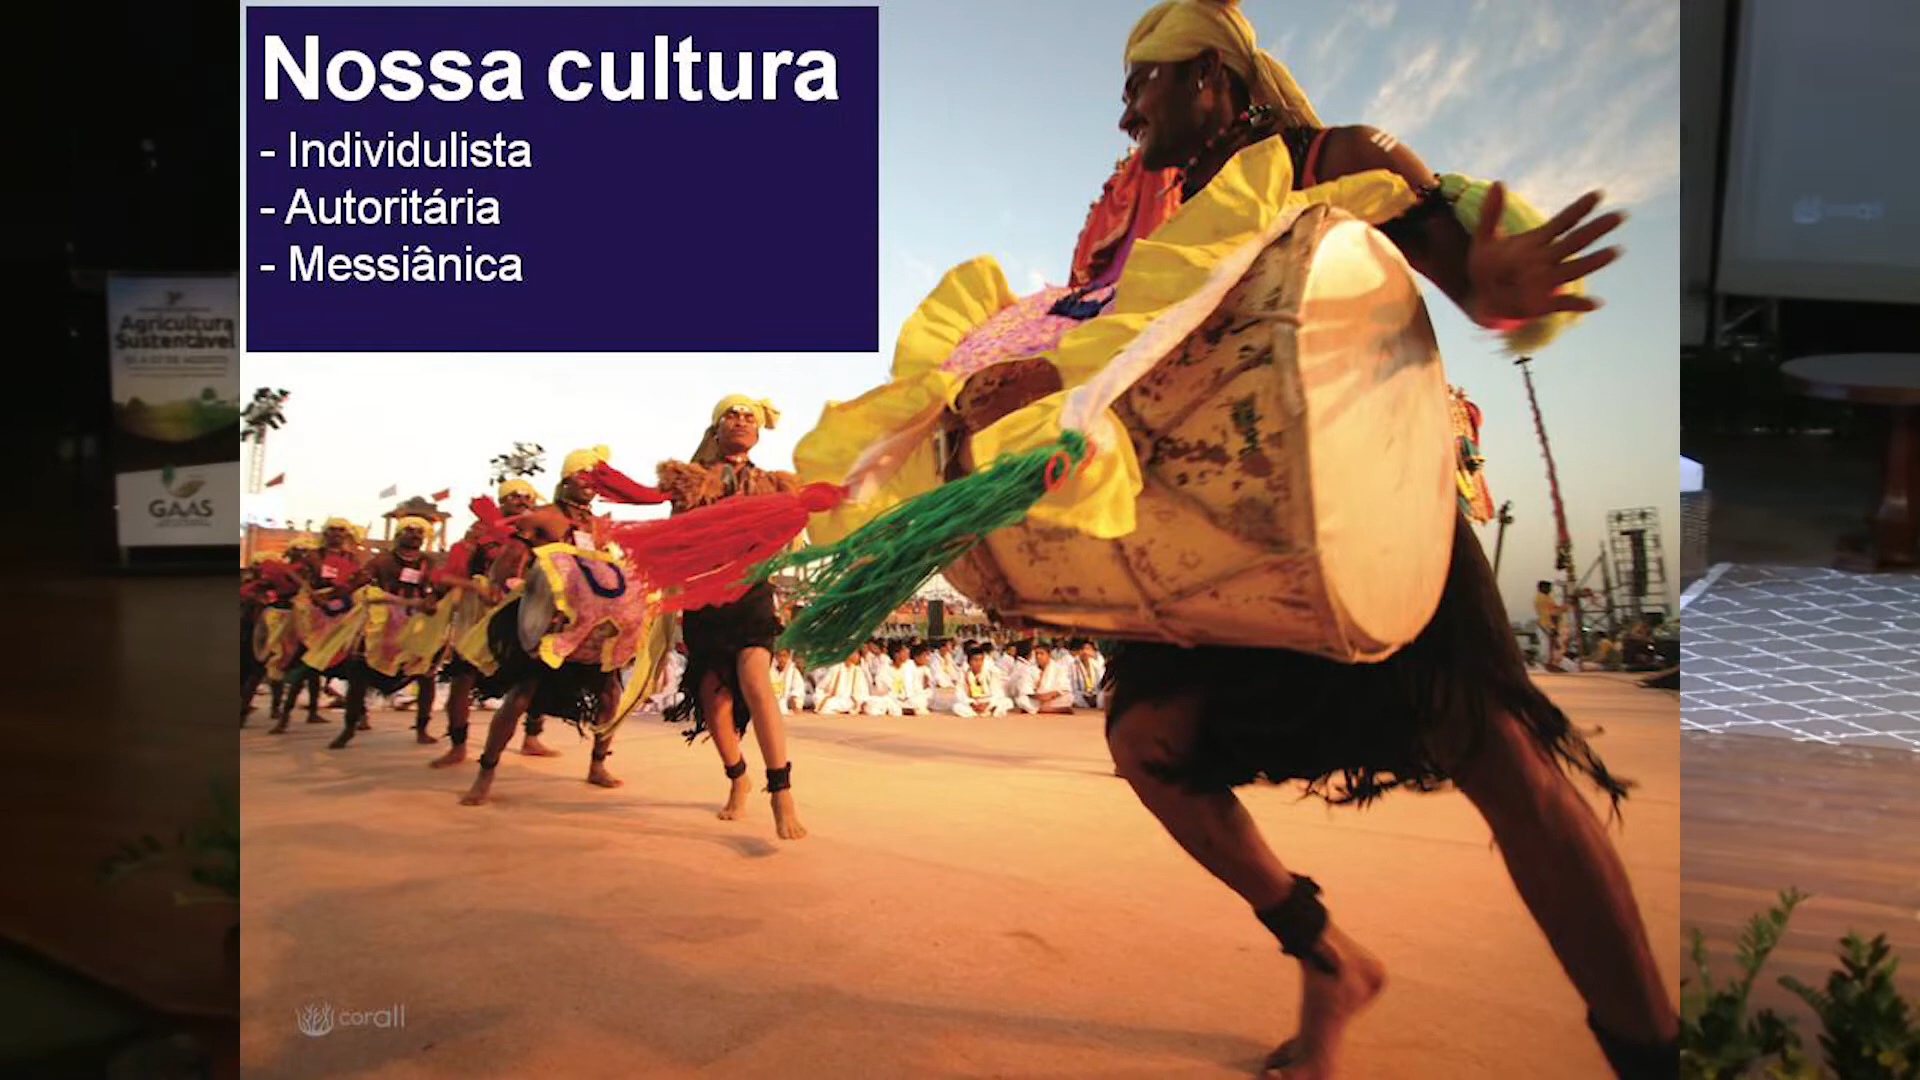 Nossa cultura
- Individulista
- Autoritária
- Messiânica
Agricultura
Sustentável
GAAS
corall